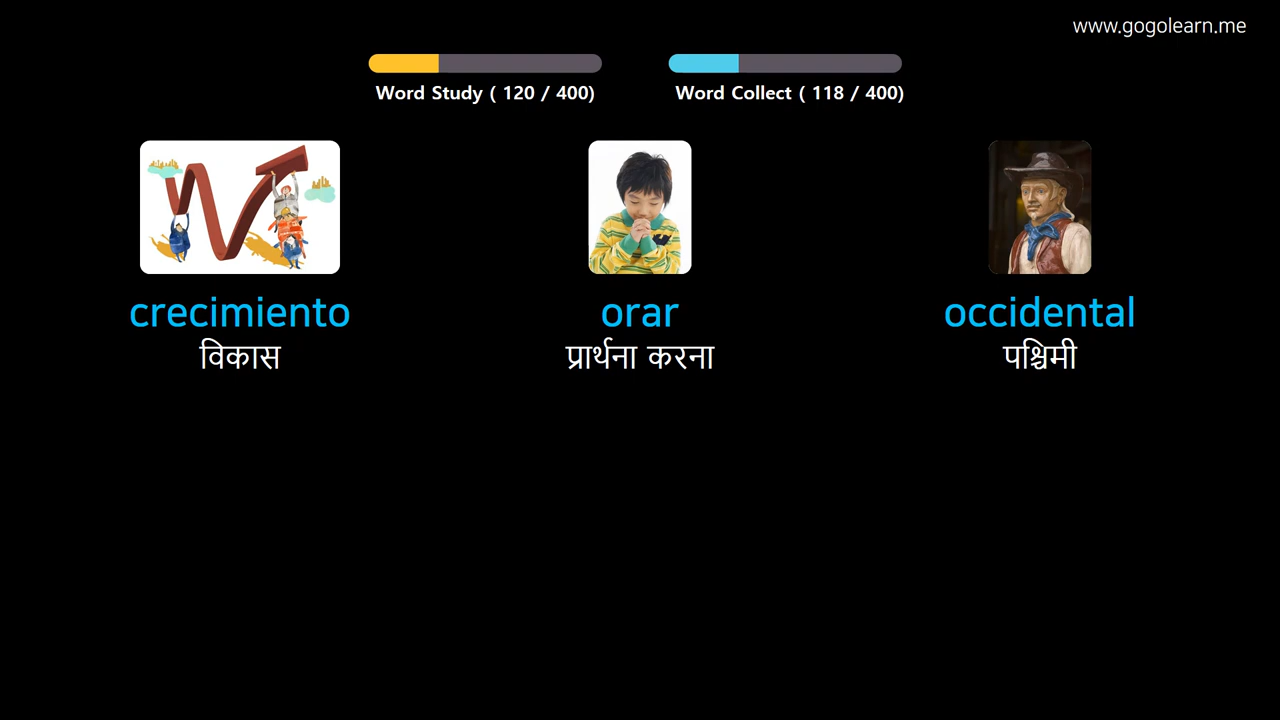 www.gogolearn.me
Word Study ( 120 / 400)
Word Collect ( 118 / 400)
crecimiento
विकास
orar
प्रार्थना करना
occidental
पश्चिमी